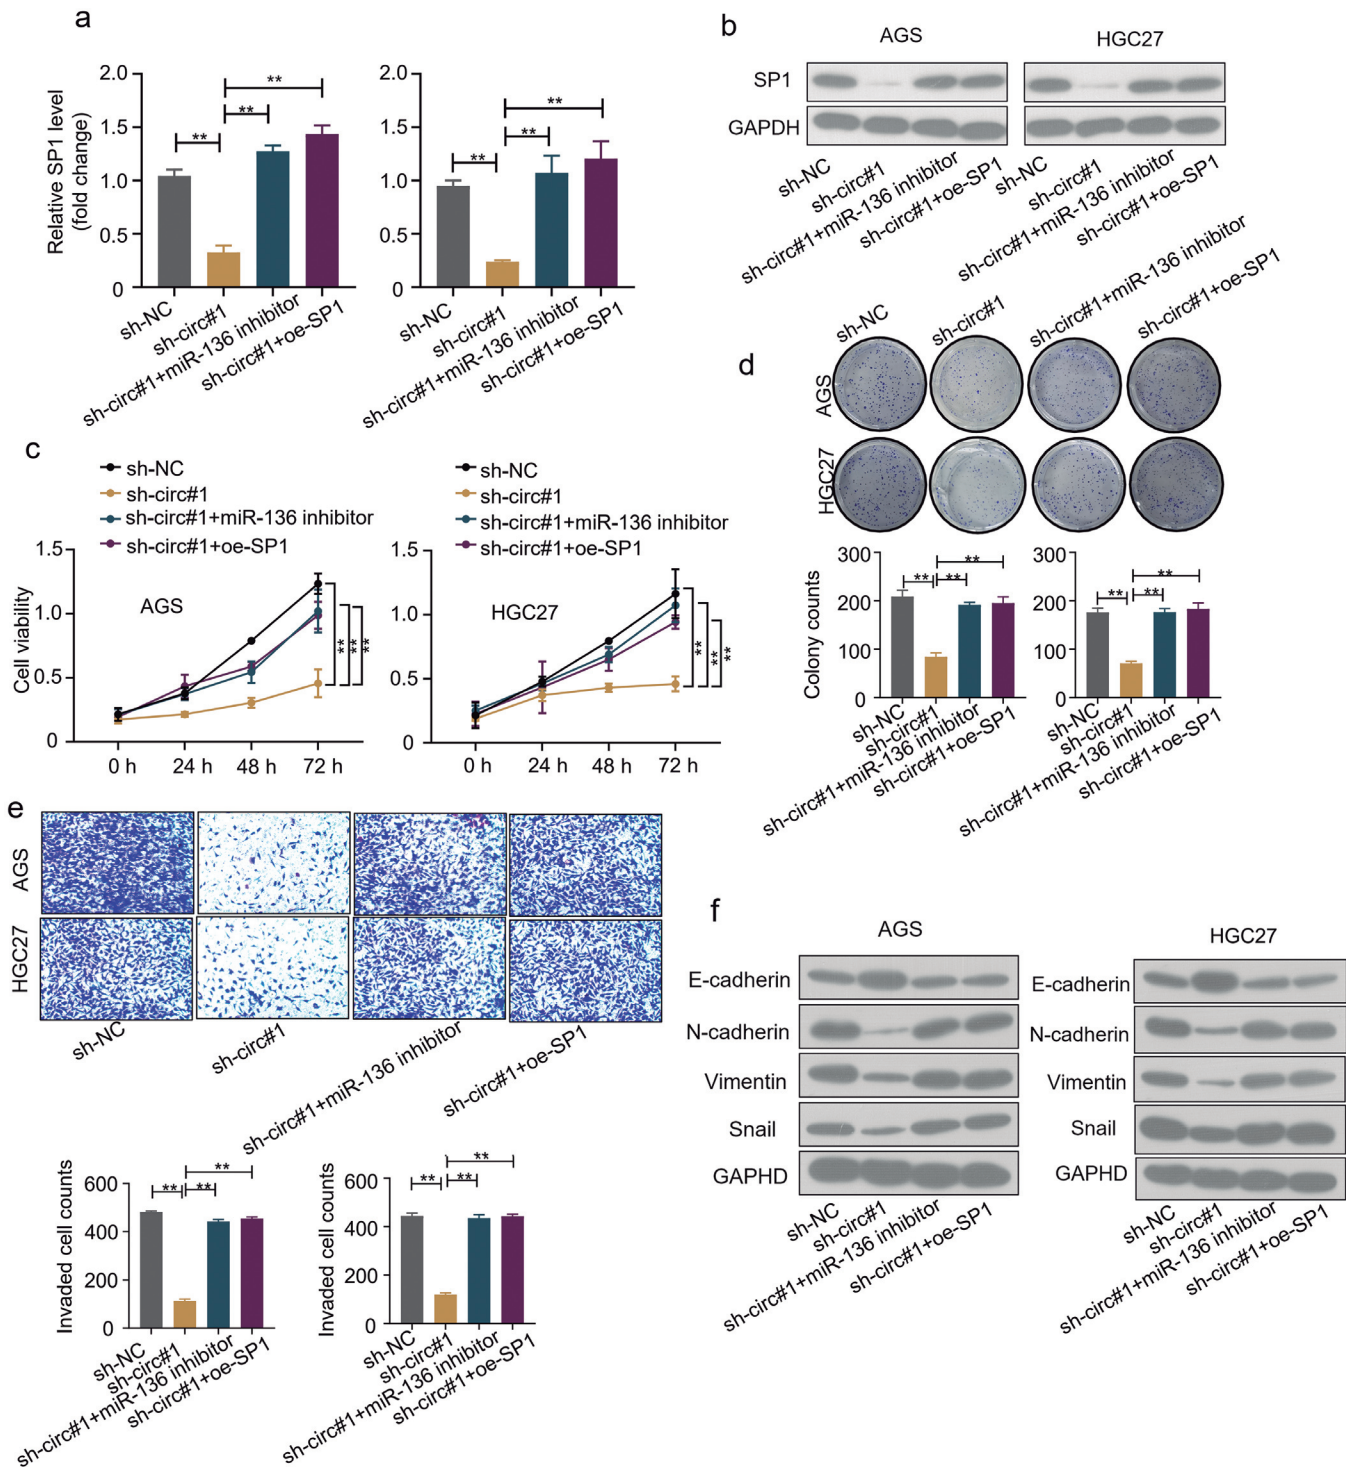 a
Relative SP1 level
(fold change)
2.0
1.5
1.0
0.5
0
**
**
**
sh-NC
sh-circ#1
sh-circ#1+miR-136 inhibitor
sh-circ#1+oe-SP1
2.0
1.5
1.0
0.5
0
**
**
**
sh-NC
sh-circ#1
sh-circ#1+miR-136 inhibitor
sh-circ#1+oe-SP1
b
AGS
HGC27
SP1
GAPDH
sh-NC
sh-circ#1
sh-circ#1+miR-136 inhibitor
sh-circ#1+oe-SP1
sh-NC
sh-circ#1
sh-circ#1+miR-136 inhibitor
sh-circ#1+oe-SP1
c
sh-NC
sh-circ#1
sh-circ#1+miR-136 inhibitor
sh-circ#1+oe-SP1
Cell viability
1.5
1.0
0.5
0
AGS
**
**
**
0 h
24 h
48 h
72 h
sh-NC
sh-circ#1
sh-circ#1+miR-136 inhibitor
sh-circ#1+oe-SP1
1.5
1.0
0.5
0
HGC27
**
**
**
0 h
24 h
48 h
72 h
d
sh-NC
sh-circ#1
sh-circ#1+miR-136 inhibitor
sh-circ#1+oe-SP1
AGS
HGC27
Colony counts
300
200
100
0
**
**
**
sh-NC
sh-circ#1
sh-circ#1+miR-136 inhibitor
sh-circ#1+oe-SP1
300
200
100
0
**
**
**
sh-NC
sh-circ#1
sh-circ#1+miR-136 inhibitor
sh-circ#1+oe-SP1
e
AGS
HGC27
sh-NC
sh-circ#1
sh-circ#1+miR-136 inhibitor
sh-circ#1+oe-SP1
Invaded cell counts
600
400
200
0
**
**
**
sh-NC
sh-circ#1
sh-circ#1+miR-136 inhibitor
sh-circ#1+oe-SP1
Invaded cell counts
600
400
200
0
**
**
**
sh-NC
sh-circ#1
sh-circ#1+miR-136 inhibitor
sh-circ#1+oe-SP1
f
AGS
E-cadherin
N-cadherin
Vimentin
Snail
GAPHD
sh-NC
sh-circ#1
sh-circ#1+miR-136 inhibitor
sh-circ#1+oe-SP1
HGC27
E-cadherin
N-cadherin
Vimentin
Snail
GAPHD
sh-NC
sh-circ#1
sh-circ#1+miR-136 inhibitor
sh-circ#1+oe-SP1